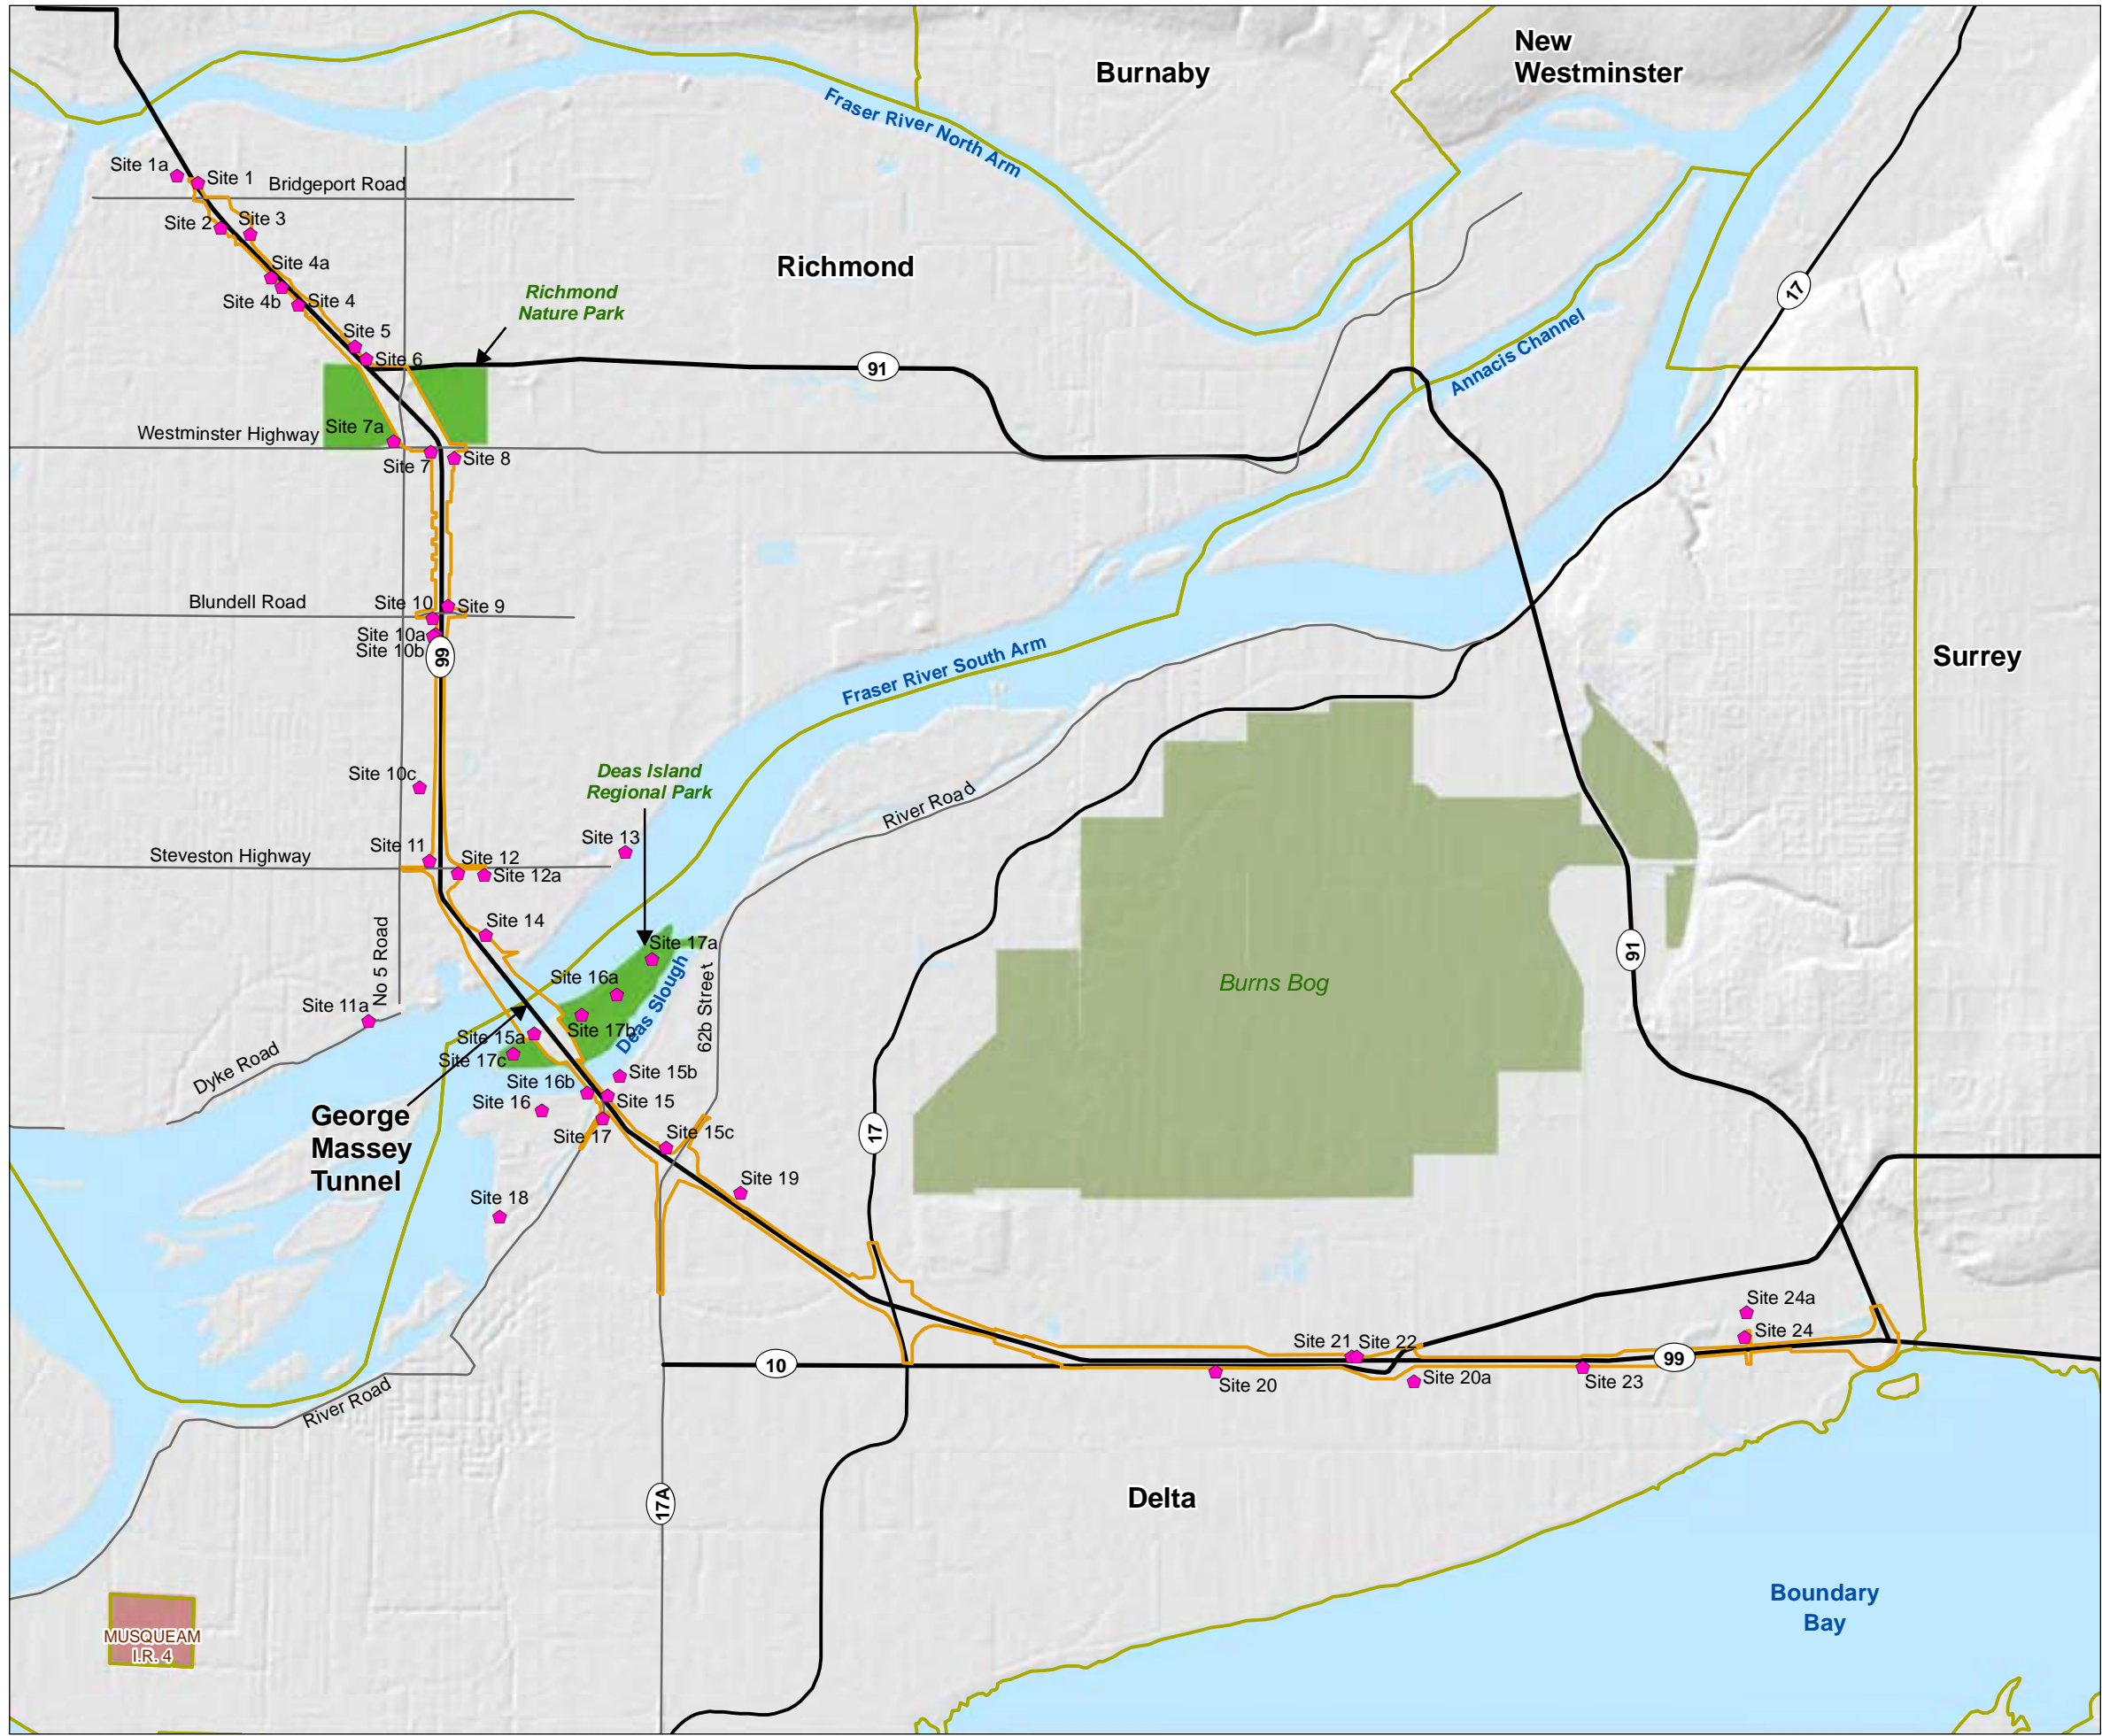 Burnaby
New
Westminster
Fraser River North Arm
Site 1a
Site 1
Bridgeport Road
Site 2
Site 3
Richmond
Site 4a
Site 4b
Site 4
Richmond
Nature Park
17
Site 5
Site 6
91
Annacis Channel
Site 7a
Westminster Highway
Site 7
Site 8
Blundell Road
Site 10
Site 9
Site 10a
Site 10b
99
Fraser River South Arm
Surrey
Site 10c
Deas Island
Regional Park
River Road
Site 13
Steveston Highway
Site 11
Site 12
Site 12a
Site 14
No 5 Road
Site 17a
91
Site 16a
Burns Bog
Site 11a
Deas Slough
62b Street
Site 17b
Site 15a
Site 17c
Dyke Road
Site 16b
Site 15b
Site 16
Site 15
George
Massey
Tunnel
Site 17
Site 15c
17
Site 19
Site 18
Site 24a
Site 24
Site 21
Site 22
99
10
Site 20
Site 20a
Site 23
River Road
17A
Delta
Boundary
Bay
MUSQUEAM
I.R. 4